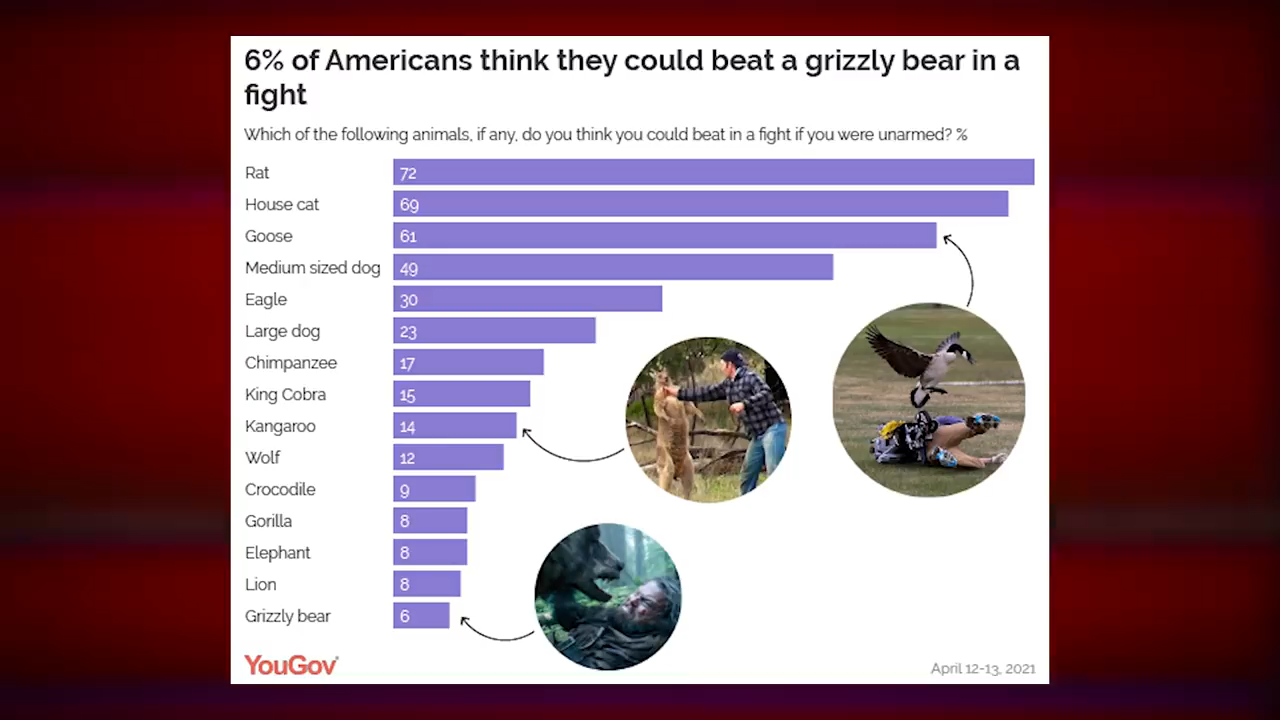 6% of Americans think they could beat a grizzly bear in a
fight
Which of the following animals, if any, do you think you could beat in a fight if you were unarmed? %
Rat 72
House cat 69
Goose 61
Medium sized dog 49
Eagle 30
Large dog 23
Chimpanzee 17
King Cobra 15
Kangaroo 14
Wolf 12
Crocodile 9
Gorilla 8
Elephant 8
Lion 8
Grizzly bear 6
YouGov April 12-13, 2021